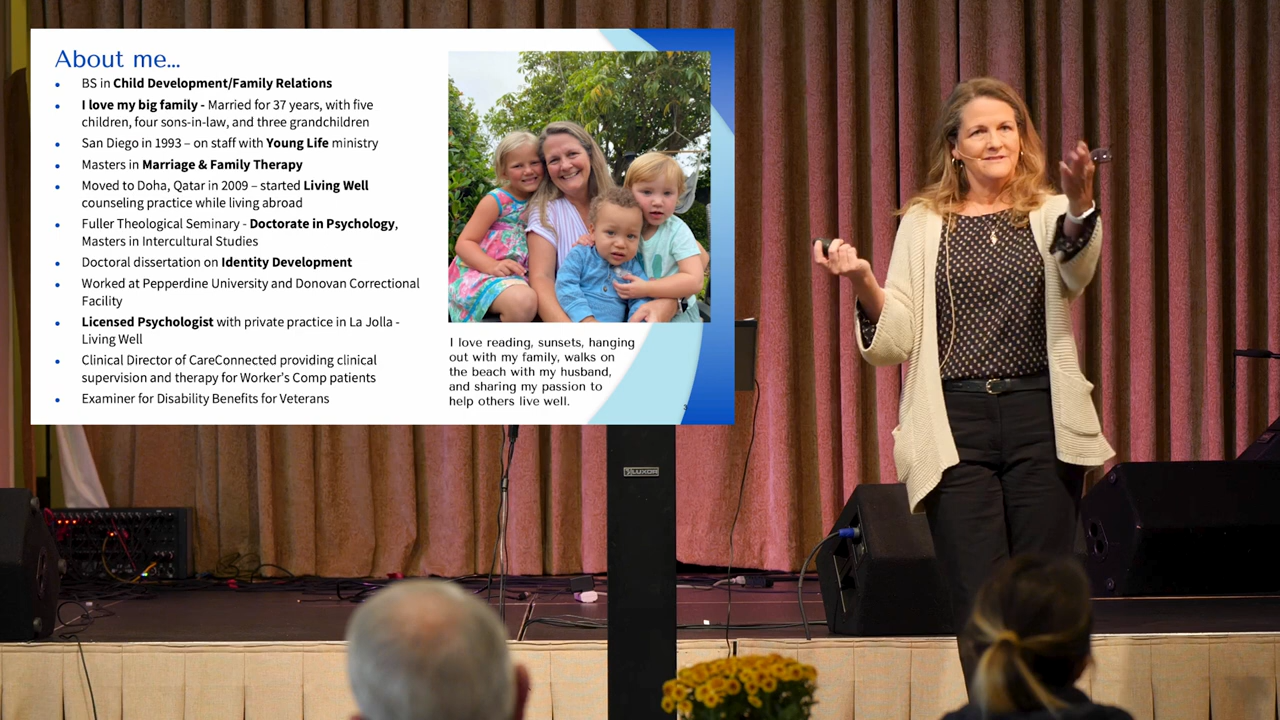 About me...
• BS in Child Development/Family Relations
• I love my big family - Married for 37 years, with five
children, four sons-in-law, and three grandchildren
• San Diego in 1993 – on staff with Young Life ministry
• Masters in Marriage & Family Therapy
• Moved to Doha, Qatar in 2009 – started Living Well
counseling practice while living abroad
• Fuller Theological Seminary - Doctorate in Psychology,
Masters in Intercultural Studies
• Doctoral dissertation on Identity Development
• Worked at Pepperdine University and Donovan Correctional
Facility
• Licensed Psychologist with private practice in La Jolla -
Living Well
• Clinical Director of CareConnected providing clinical
supervision and therapy for Worker's Comp patients
• Examiner for Disability Benefits for Veterans
I love reading, sunsets, hanging
out with my family, walks on
the beach with my husband,
and sharing my passion to
help others live well.
3
LUXOR